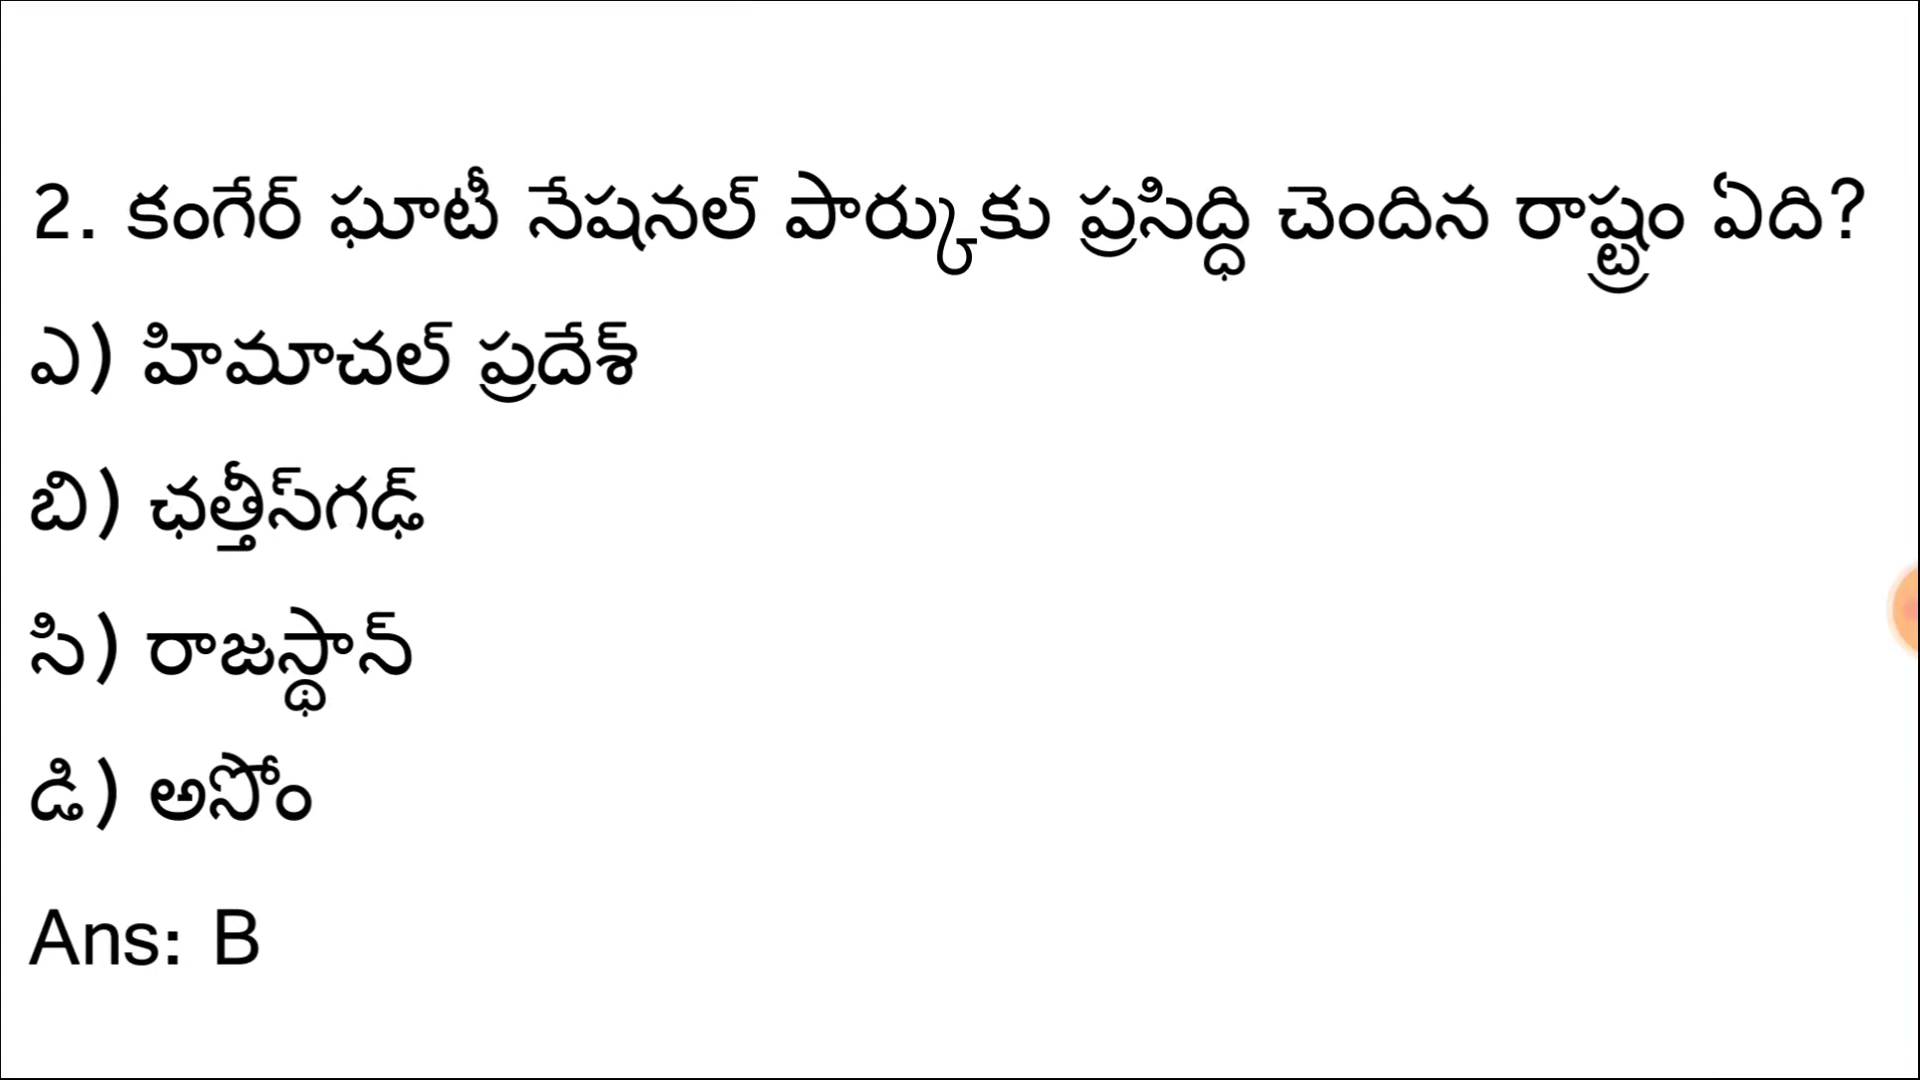 2. కంగేర్ ఘాటీ నేషనల్ పార్కుకు ప్రసిద్ధి చెందిన రాష్ట్రం ఏది?
ఎ) హిమాచల్ ప్రదేశ్
బి) ఛత్తీస్‌గఢ్
సి) రాజస్థాన్
డి) అసోం
Ans: B